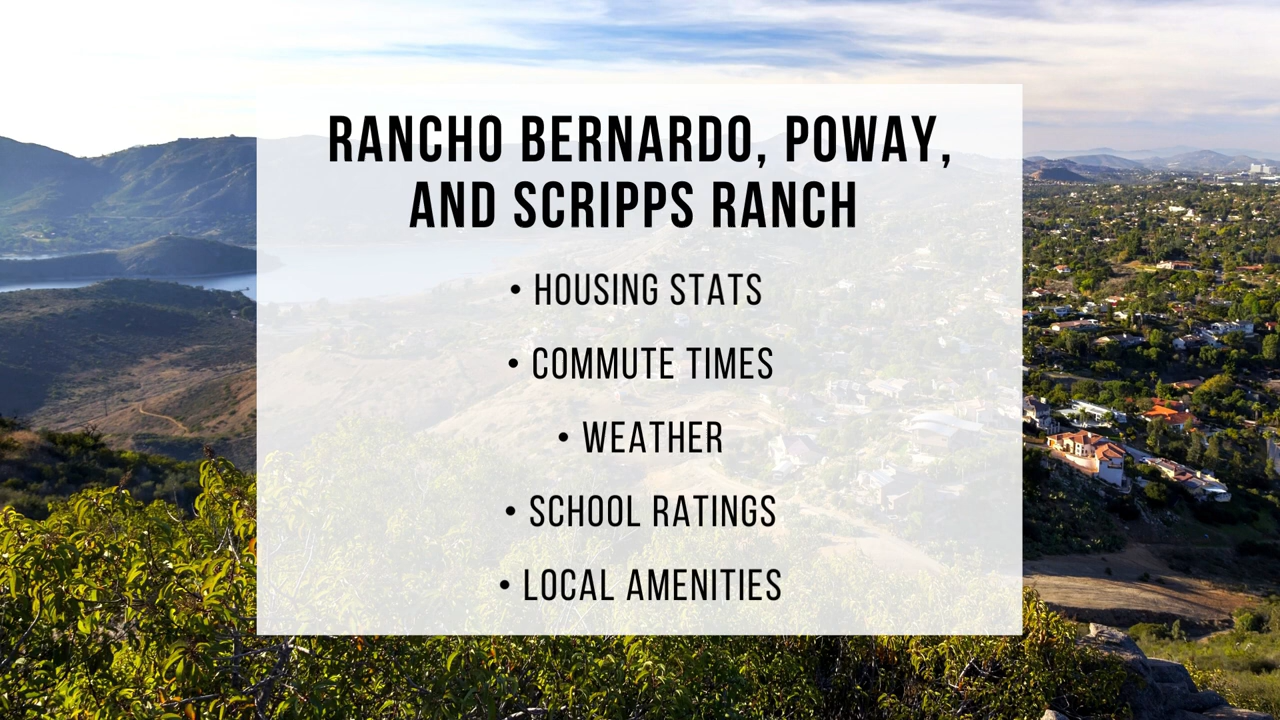 RANCHO BERNARDO, POWAY,
AND SCRIPPS RANCH
• HOUSING STATS
• COMMUTE TIMES
• WEATHER
• SCHOOL RATINGS
• LOCAL AMENITIES